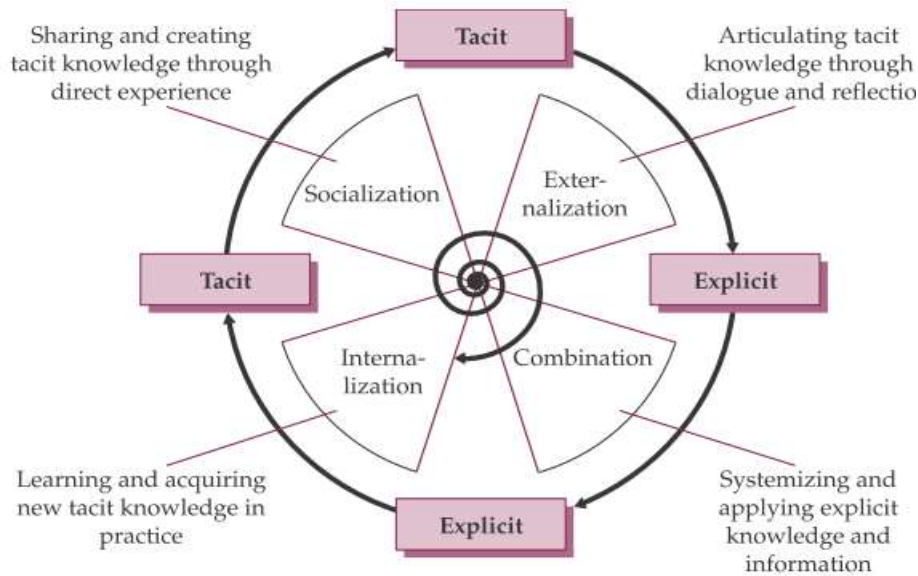 Tacit
Sharing and creating
tacit knowledge through
direct experience
Articulating tacit
knowledge through
dialogue and reflectio
Socialization
Exter-
nalization
Tacit
Explicit
Interna-
lization
Combination
Learning and acquiring
new tacit knowledge in
practice
Explicit
Systemizing and
applying explicit
knowledge and
information